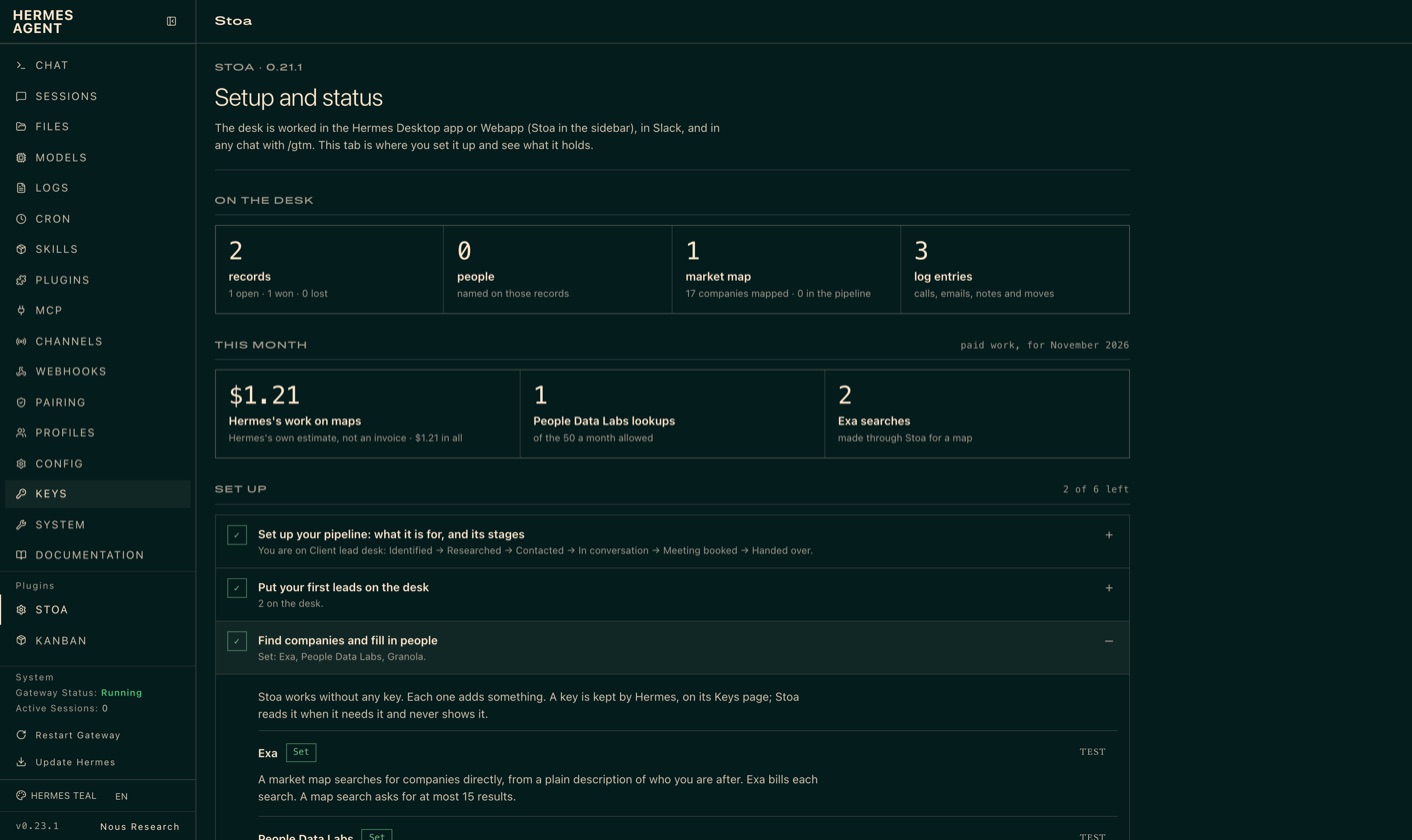 HERMES
AGENT
CHAT
SESSIONS
FILES
MODELS
LOGS
CRON
SKILLS
PLUGINS
MCP
CHANNELS
WEBHOOKS
PAIRING
PROFILES
CONFIG
KEYS
SYSTEM
DOCUMENTATION
Plugins
STOA
KANBAN
System
Gateway Status: Running
Active Sessions: 0
Restart Gateway
Update Hermes
HERMES TEAL EN
v0.23.1 Nous Research
Stoa
STOA · 0.21.1
Setup and status
The desk is worked in the Hermes Desktop app or Webapp (Stoa in the sidebar), in Slack, and in
any chat with /gtm. This tab is where you set it up and see what it holds.
ON THE DESK
2
records
1 open · 1 won · 0 lost
0
people
named on those records
1
market map
17 companies mapped · 0 in the pipeline
3
log entries
calls, emails, notes and moves
THIS MONTH
paid work, for November 2026
$1.21
Hermes's work on maps
Hermes's own estimate, not an invoice · $1.21 in all
1
People Data Labs lookups
of the 50 a month allowed
2
Exa searches
made through Stoa for a map
SET UP
2 of 6 left
✓ Set up your pipeline: what it is for, and its stages +
You are on Client lead desk: Identified → Researched → Contacted → In conversation → Meeting booked → Handed over.
✓ Put your first leads on the desk +
2 on the desk.
✓ Find companies and fill in people −
Set: Exa, People Data Labs, Granola.
Stoa works without any key. Each one adds something. A key is kept by Hermes, on its Keys page; Stoa
reads it when it needs it and never shows it.
Exa Set TEST
A market map searches for companies directly, from a plain description of who you are after. Exa bills each
search. A map search asks for at most 15 results.
People Data Labs Set TEST